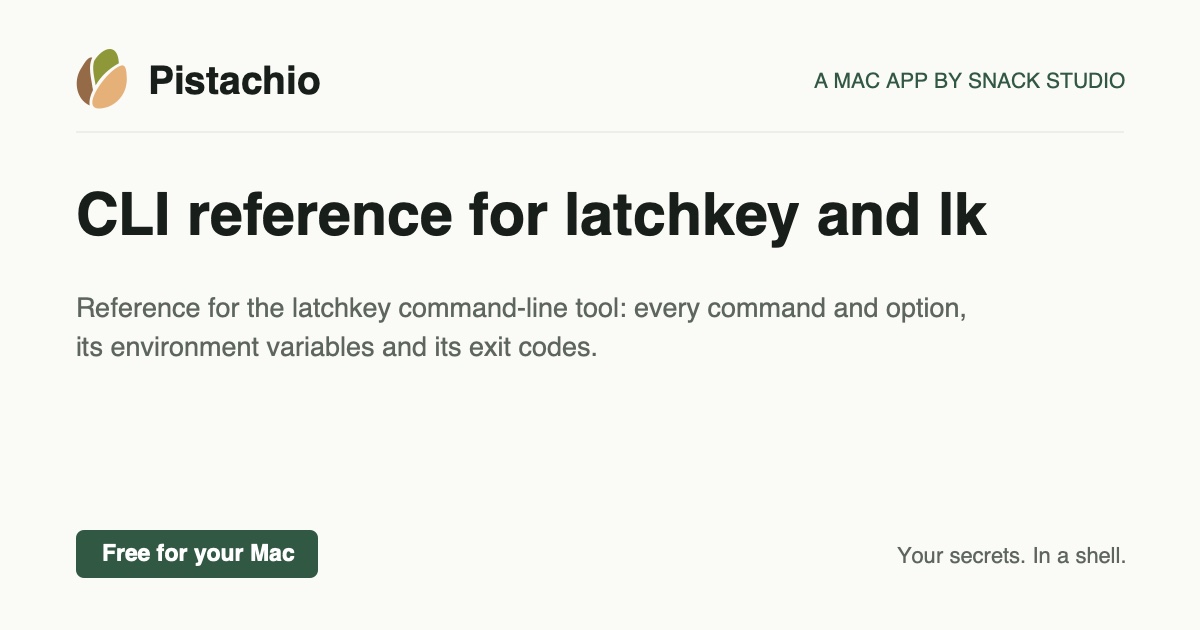 Pistachio
A MAC APP BY SNACK STUDIO
CLI reference for latchkey and lk
Reference for the latchkey command-line tool: every command and option,
its environment variables and its exit codes.
Free for your Mac
Your secrets. In a shell.